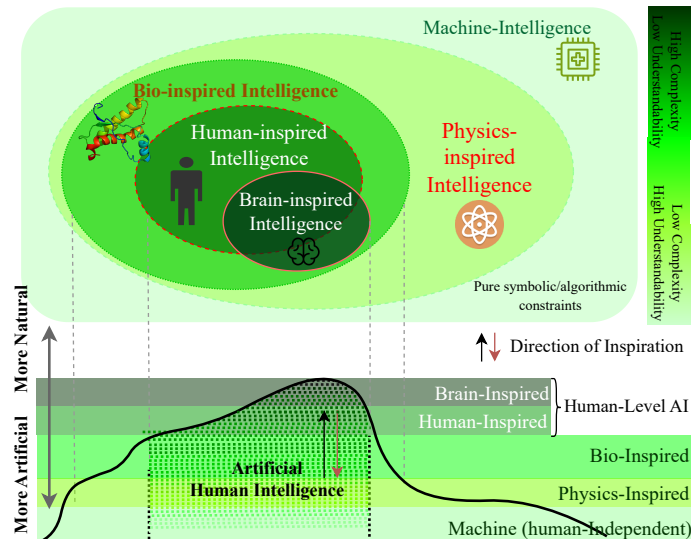 Machine-Intelligence
Bio-inspired Intelligence
Human-inspired
Intelligence
Brain-inspired
Intelligence
Physics-
inspired
Intelligence
Pure symbolic/algorithmic
constraints
High Complexity
Low Understandability
Low Complexity
High Understandability
More Natural
More Artificial
Direction of Inspiration
Brain-Inspired
Human-Inspired
Human-Level AI
Bio-Inspired
Physics-Inspired
Machine (human-Independent)
Artificial
Human Intelligence